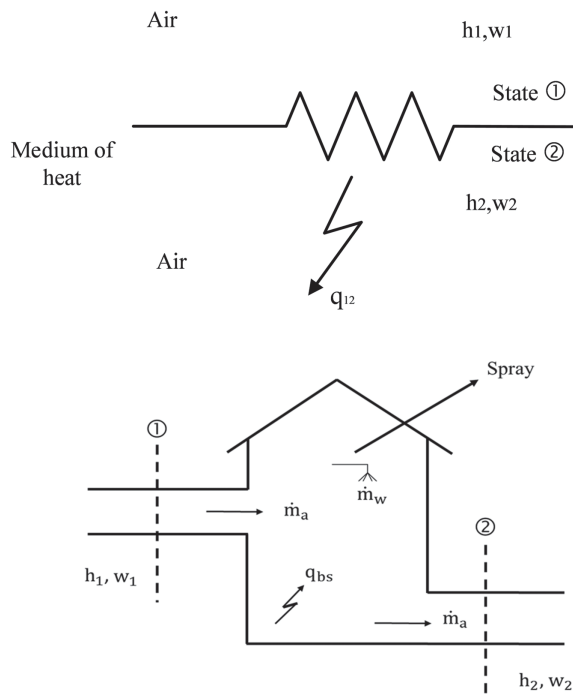 Air
h1,w1
State ①
Medium of
heat
State ②
h2,w2
Air
q12
Spray
①
ṁw
②
ṁa
h1, w1
qbs
ṁa
h2, w2